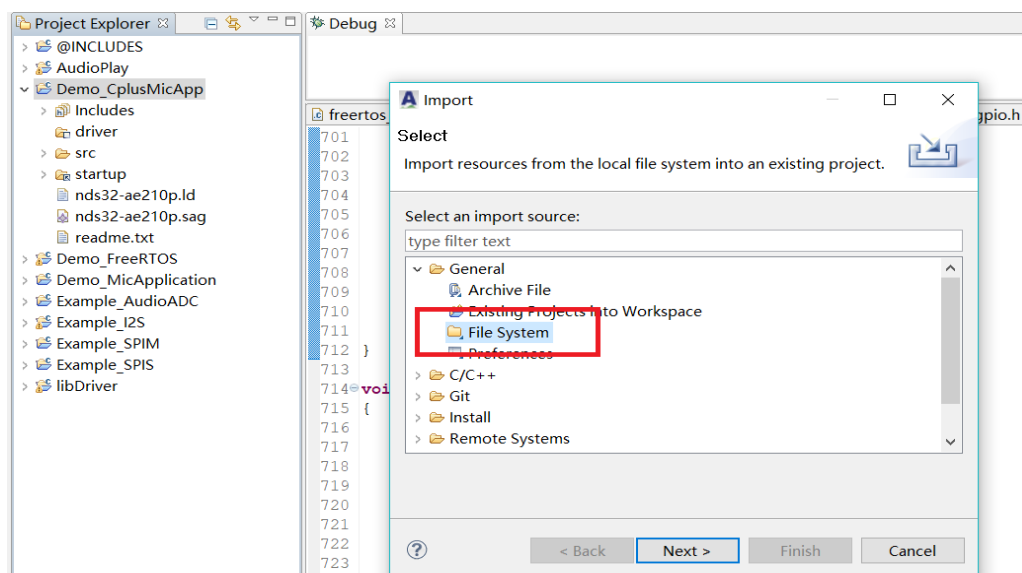 Project Explorer
@INCLUDES
AudioPlay
Demo_CplusMicApp
Includes
driver
src
startup
nds32-ae210p.ld
nds32-ae210p.sag
readme.txt
Demo_FreeRTOS
Demo_MicApplication
Example_AudioADC
Example_I2S
Example_SPIM
Example_SPIS
libDriver
Debug
freertos_
gpio.h
701
702
703
704
705
706
707
708
709
710
711
712 }
713
714 voi
715 {
716
717
718
719
720
721
722
723
Import
Select
Import resources from the local file system into an existing project.
Select an import source:
type filter text
General
Archive File
Existing Projects into Workspace
File System
Preferences
C/C++
Git
Install
Remote Systems
?
< Back
Next >
Finish
Cancel